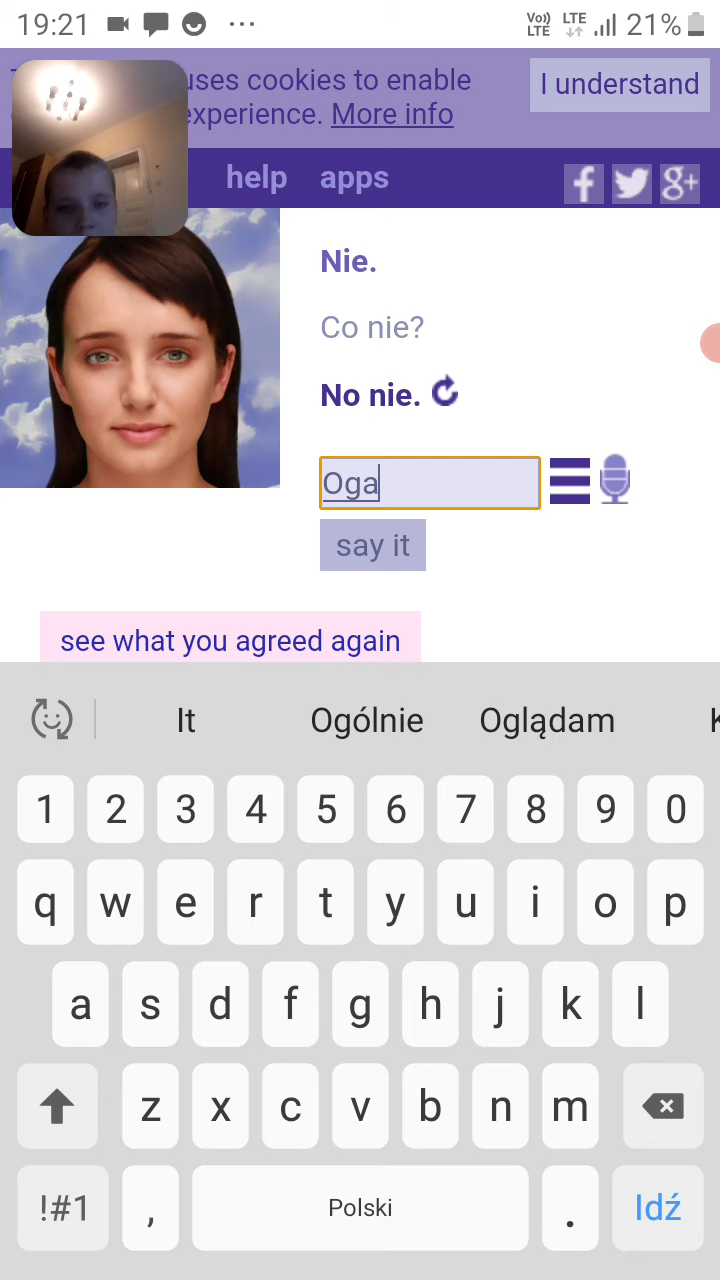 19:21 Vo)) LTE LTE 21%
uses cookies to enable
experience. More info
I understand
help apps
Nie.
Co nie?
No nie.
Oga
say it
see what you agreed again
It Ogólnie Oglądam
1 2 3 4 5 6 7 8 9 0
q w e r t y u i o p
a s d f g h j k l
z x c v b n m
!#1 , Polski . Idź